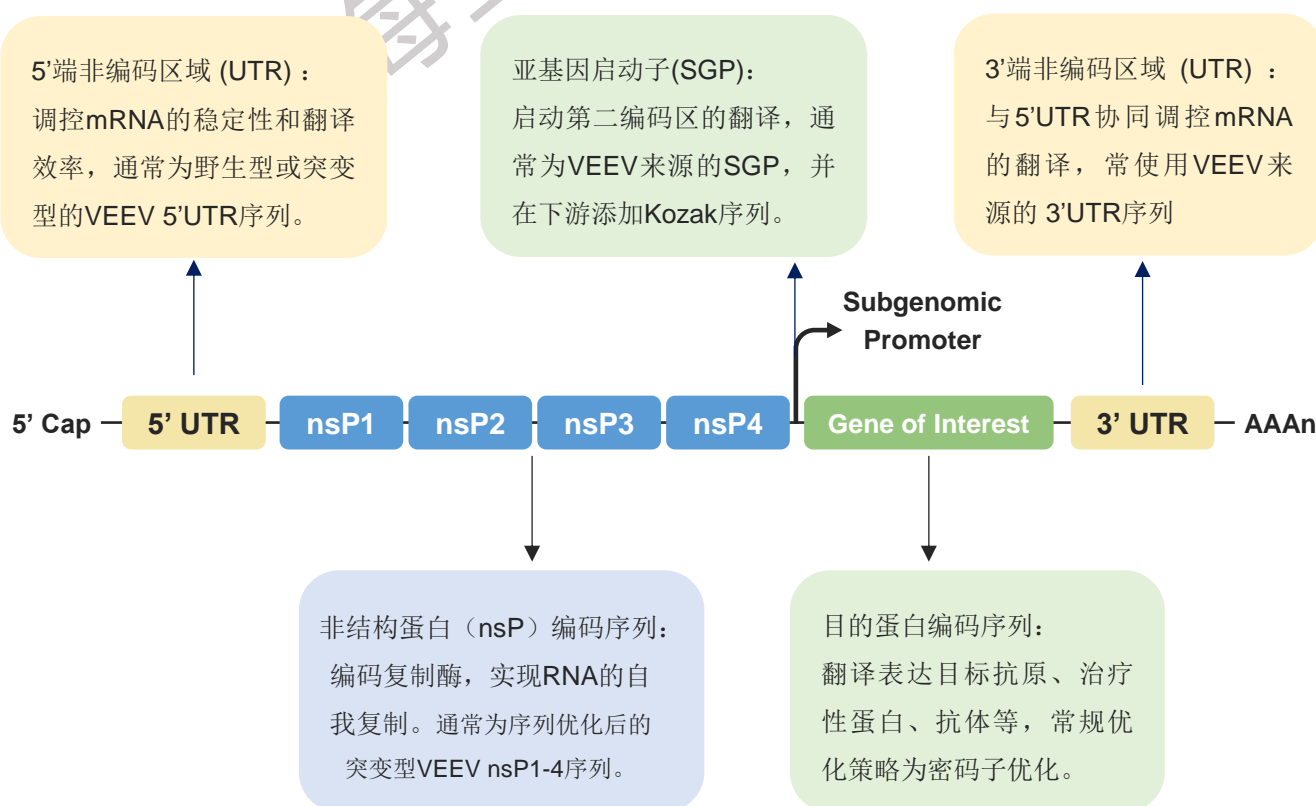 5’端非编码区域 (UTR) ：
调控mRNA的稳定性和翻译
效率，通常为野生型或突变
型的VEEV 5’UTR序列。
亚基因启动子(SGP)：
启动第二编码区的翻译，通
常为VEEV来源的SGP，并
在下游添加Kozak序列。
3’端非编码区域 (UTR) ：
与5’UTR协同调控mRNA
的翻译，常使用VEEV来
源的 3’UTR序列
Subgenomic
Promoter
5’ Cap 5’ UTR nsP1 nsP2 nsP3 nsP4 Gene of Interest 3’ UTR AAAn
非结构蛋白（nsP）编码序列：
编码复制酶，实现RNA的自
我复制。通常为序列优化后的
突变型VEEV nsP1-4序列。
目的蛋白编码序列：
翻译表达目标抗原、治疗
性蛋白、抗体等，常规优
化策略为密码子优化。